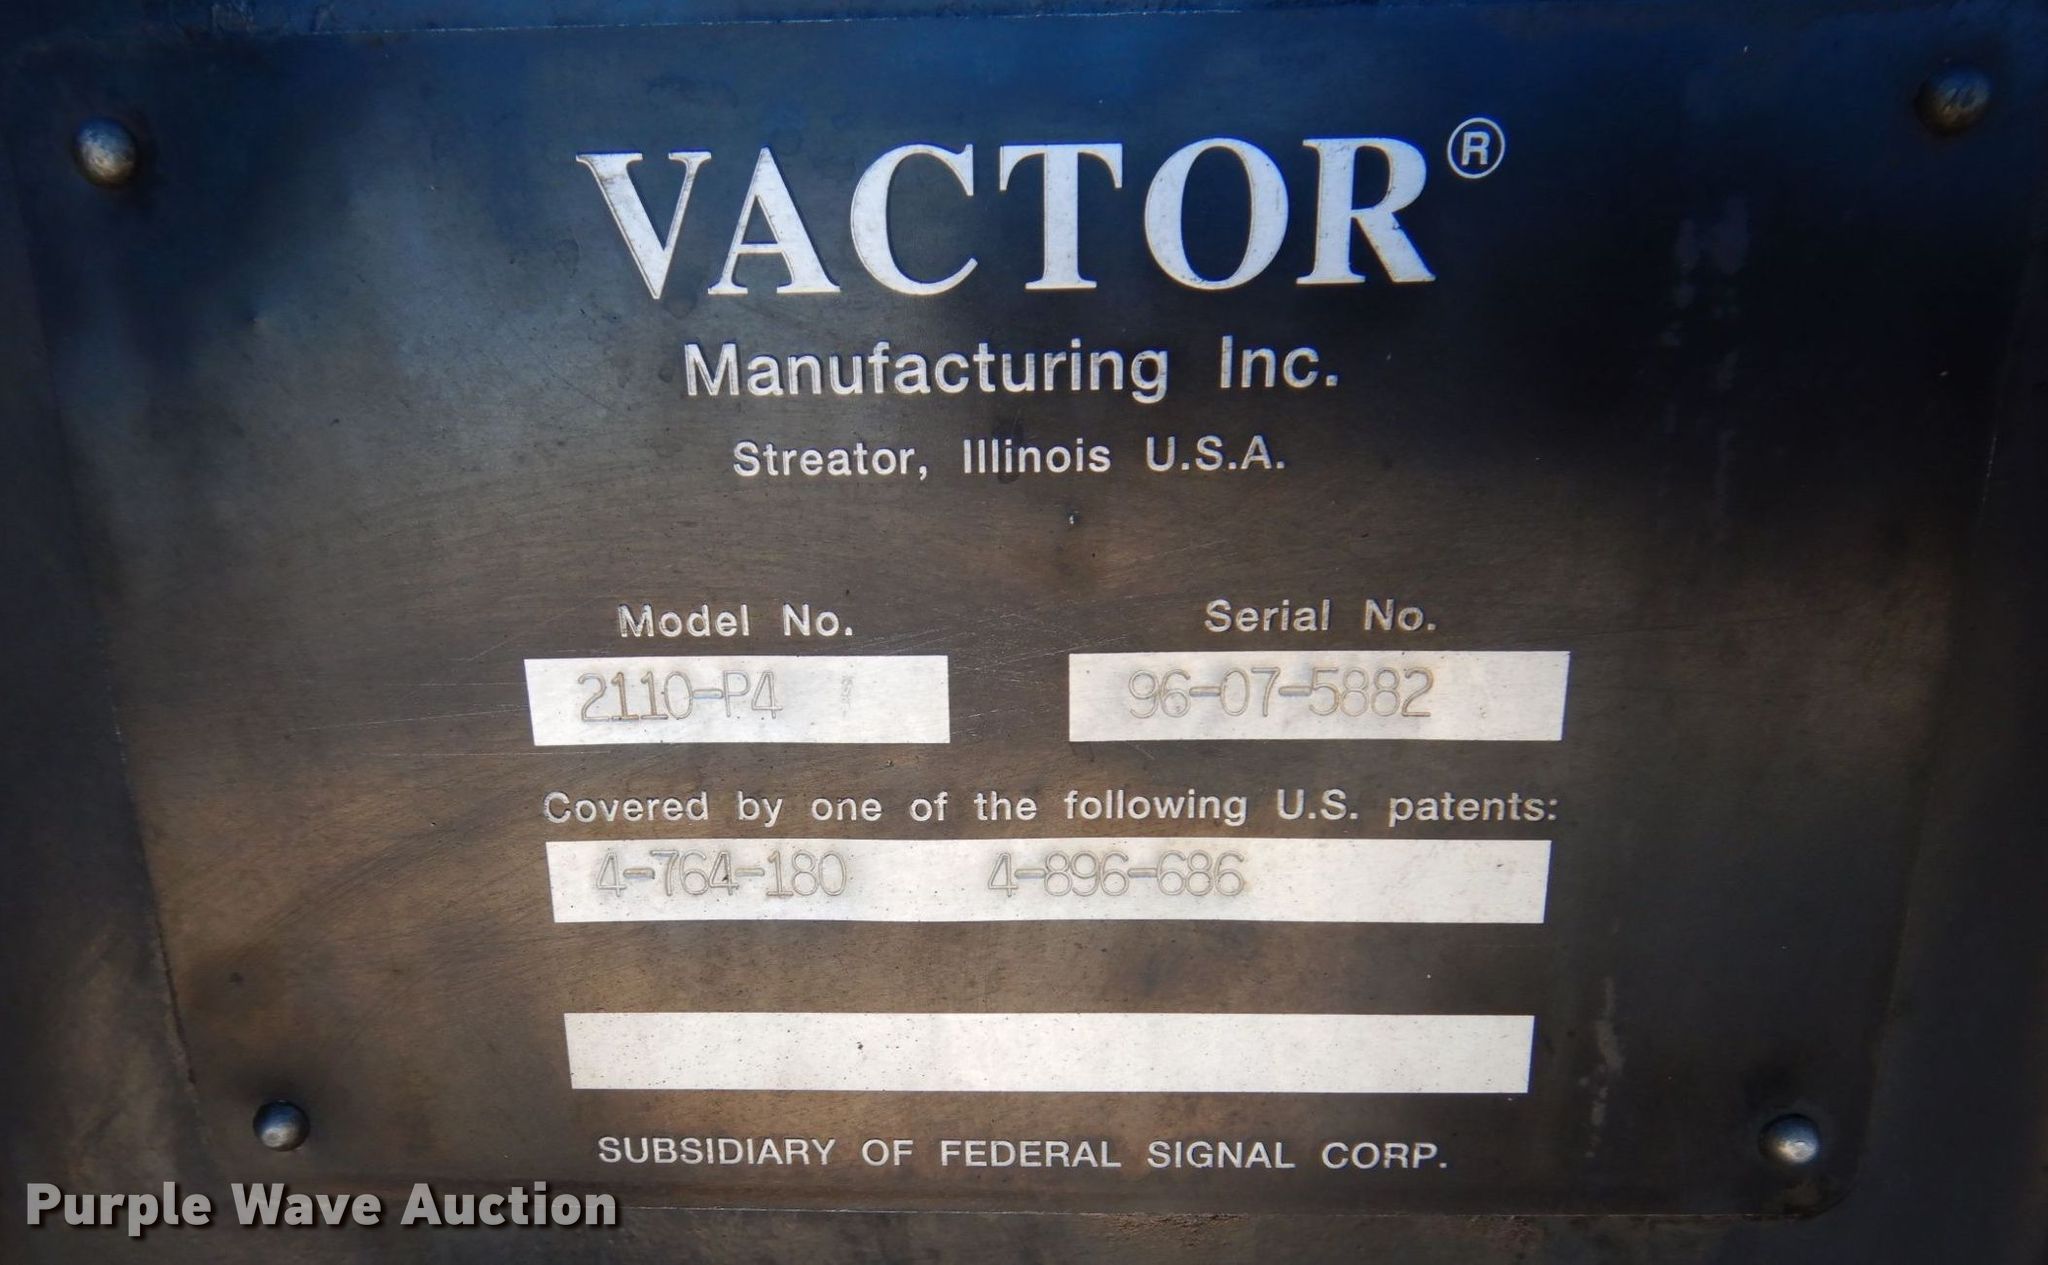 VACTOR®
Manufacturing Inc.
Streator, Illinois U.S.A.
Model No. Serial No.
2110-P4 96-07-5882
Covered by one of the following U.S. patents:
4-764-180 4-896-686
SUBSIDIARY OF FEDERAL SIGNAL CORP.
Purple Wave Auction